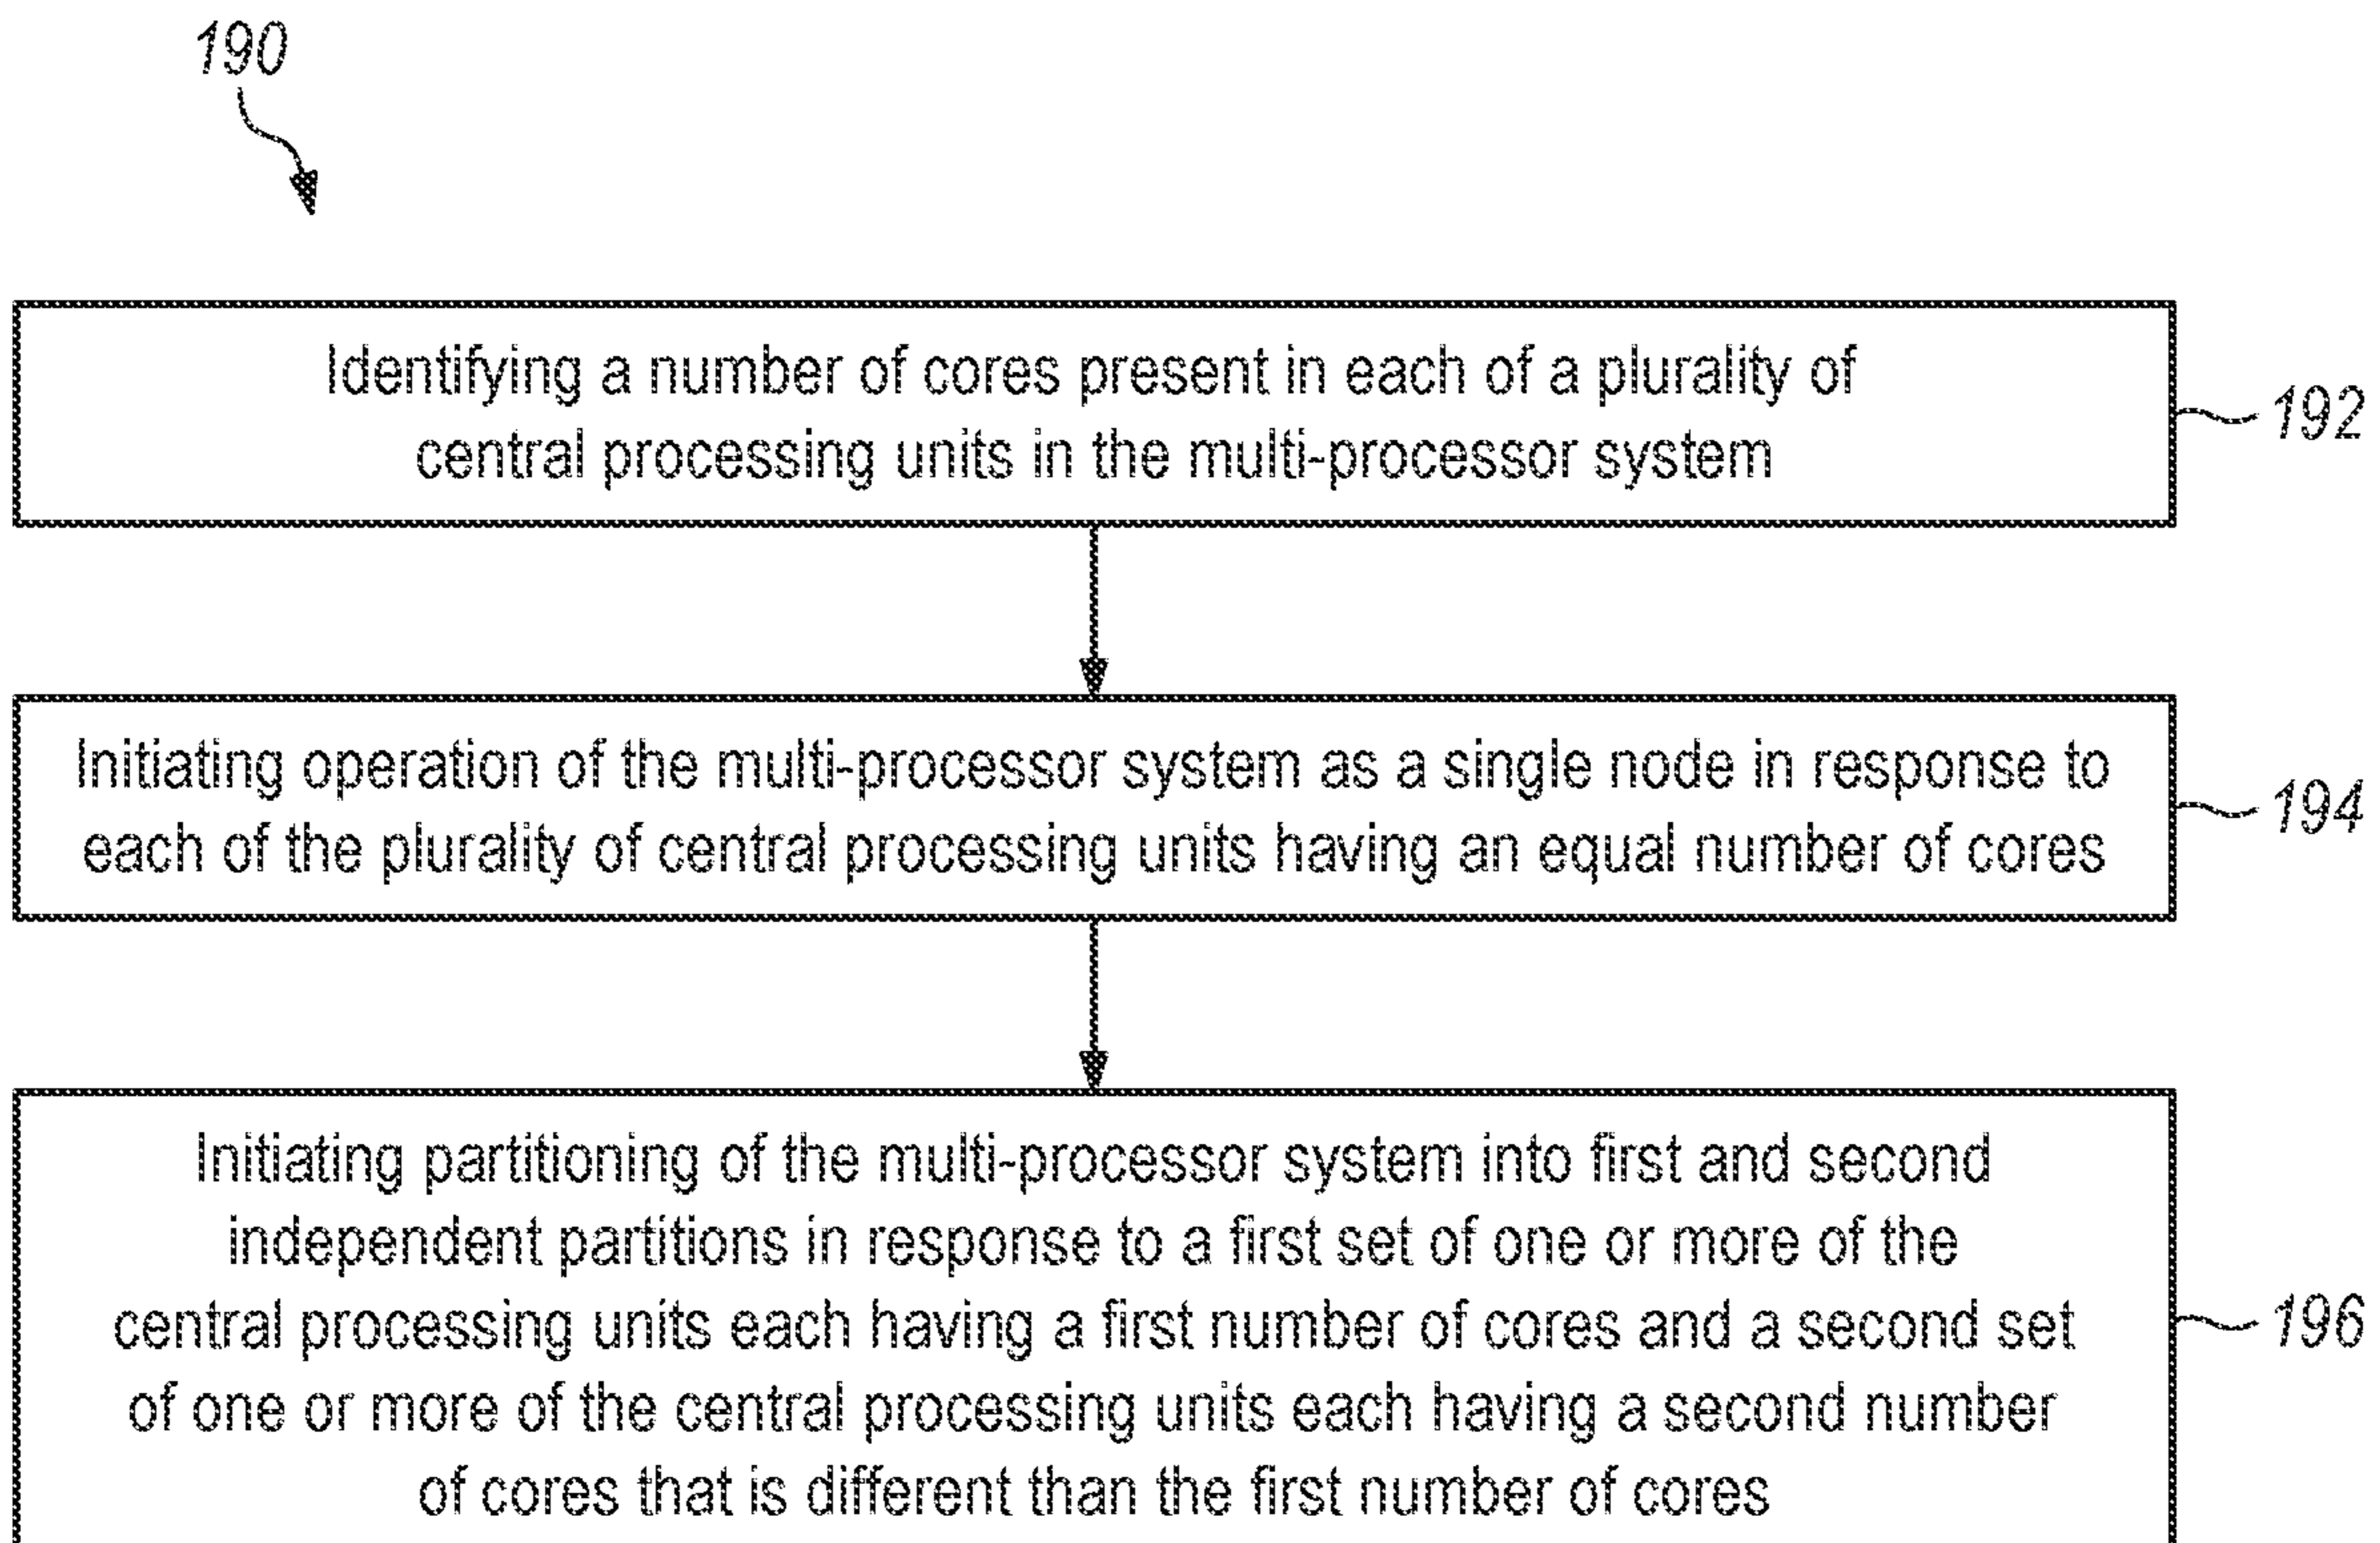 190
Identifying a number of cores present in each of a plurality of
central processing units in the multi-processor system
192
Initiating operation of the multi-processor system as a single node in response to
each of the plurality of central processing units having an equal number of cores
194
Initiating partitioning of the multi-processor system into first and second
independent partitions in response to a first set of one or more of the
central processing units each having a first number of cores and a second set
of one or more of the central processing units each having a second number
of cores that is different than the first number of cores
196